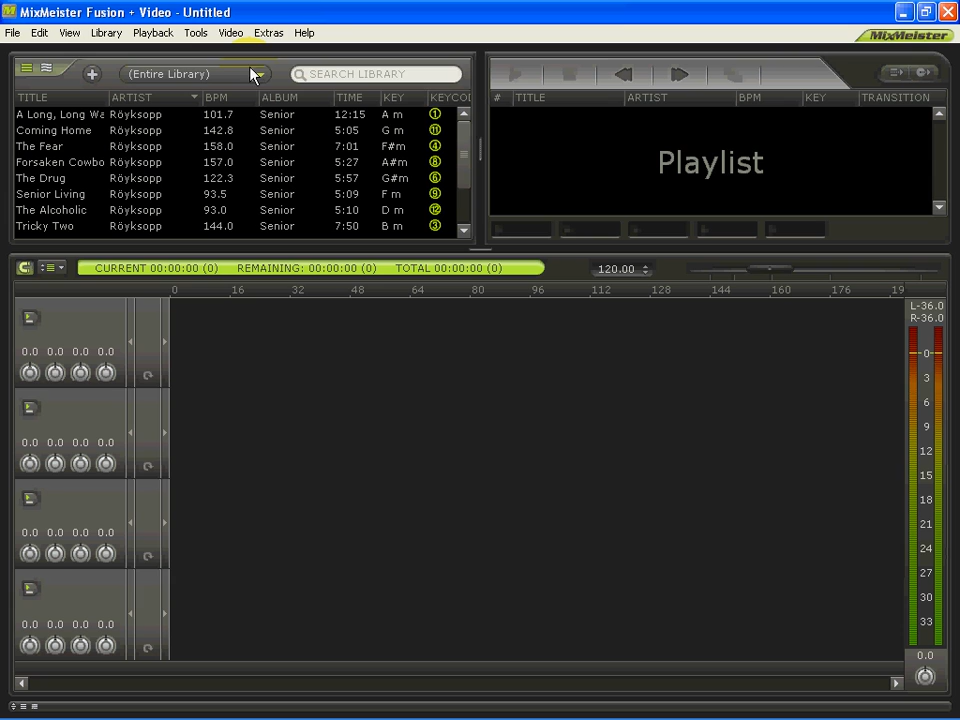 MixMeister Fusion + Video - Untitled
File Edit View Library Playback Tools Video Extras Help
MixMeister
(Entire Library) SEARCH LIBRARY
TITLE ARTIST BPM ALBUM TIME KEY KEYCO
A Long, Long Wa Röyksopp 101.7 Senior 12:15 A m 1
Coming Home Röyksopp 142.8 Senior 5:05 G m 11
The Fear Röyksopp 158.0 Senior 7:01 F#m 4
Forsaken Cowbo Röyksopp 157.0 Senior 5:27 A#m 8
The Drug Röyksopp 122.3 Senior 5:57 G#m 6
Senior Living Röyksopp 93.5 Senior 5:09 F m 9
The Alcoholic Röyksopp 93.0 Senior 5:10 D m 12
Tricky Two Röyksopp 144.0 Senior 7:50 B m 3
# TITLE ARTIST BPM KEY TRANSITION
Playlist
CURRENT 00:00:00 (0) REMAINING: 00:00:00 (0) TOTAL 00:00:00 (0) 120.00
0 16 32 48 64 80 96 112 128 144 160 176 19
L-36.0
R-36.0
0.0 0.0 0.0 0.0
0.0 0.0 0.0 0.0
0.0 0.0 0.0 0.0
0.0 0.0 0.0 0.0
0
3
6
9
12
15
18
21
24
27
30
33
0.0